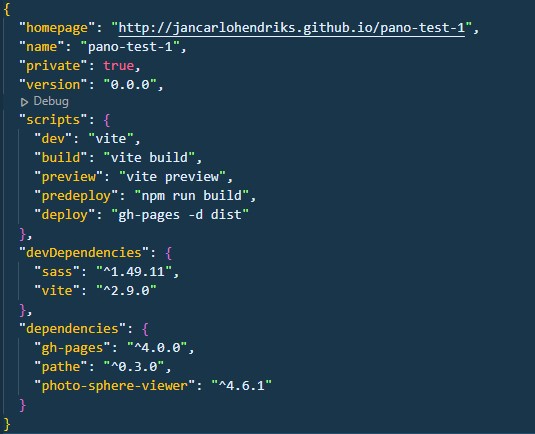 {
"homepage": "http://jancarlohendriks.github.io/pano-test-1",
"name": "pano-test-1",
"private": true,
"version": "0.0.0",
Debug
"scripts": {
"dev": "vite",
"build": "vite build",
"preview": "vite preview",
"predeploy": "npm run build",
"deploy": "gh-pages -d dist"
},
"devDependencies": {
"sass": "^1.49.11",
"vite": "^2.9.0"
},
"dependencies": {
"gh-pages": "^4.0.0",
"pathe": "^0.3.0",
"photo-sphere-viewer": "^4.6.1"
}
}